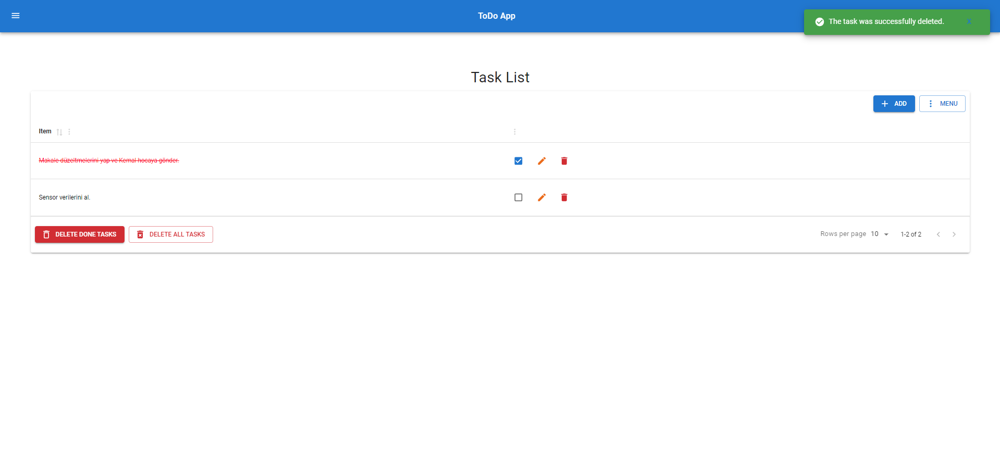 ToDo App
The task was successfully deleted. X
Task List
ADD MENU
Item
Makale düzeltmelerini yap ve Kemal hocaya gönder.
Sensor verilerini al.
DELETE DONE TASKS DELETE ALL TASKS Rows per page 10 1-2 of 2